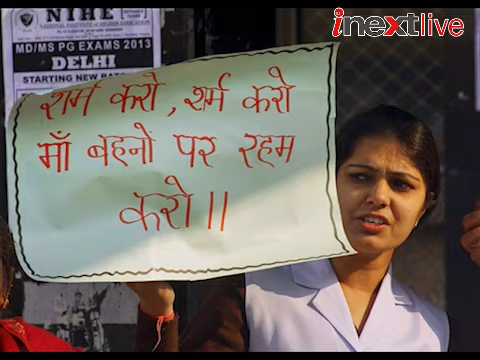 inextlive
NIHE
MD/MS PG EXAMS 2013
DELHI
STARTING NEW
शर्म करो, शर्म करो
माँ बहनो पर रहम
करो।।